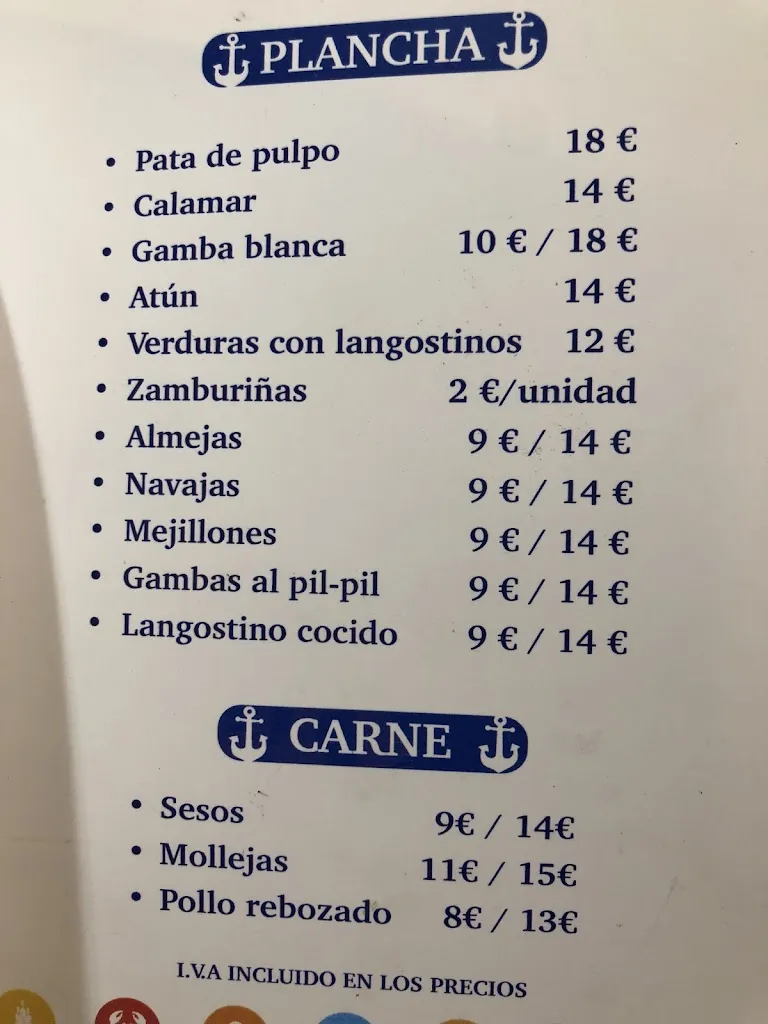 PLANCHA
• Pata de pulpo 18 €
• Calamar 14 €
• Gamba blanca 10 € / 18 €
• Atún 14 €
• Verduras con langostinos 12 €
• Zamburiñas 2 €/unidad
• Almejas 9 € / 14 €
• Navajas 9 € / 14 €
• Mejillones 9 € / 14 €
• Gambas al pil-pil 9 € / 14 €
• Langostino cocido 9 € / 14 €
CARNE
• Sesos 9€ / 14€
• Mollejas 11€ / 15€
• Pollo rebozado 8€ / 13€
I.V.A INCLUIDO EN LOS PRECIOS